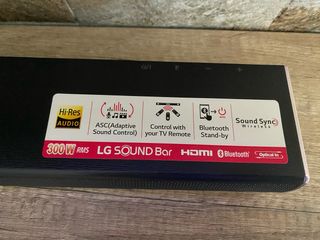 Hi-Res
AUDIO
ASC(Adaptive
Sound Control)
Control with
your TV Remote
Bluetooth
Stand-by
Sound Sync
Wireless
300W RMS
LG SOUND Bar
HDMI
Bluetooth
Optical In